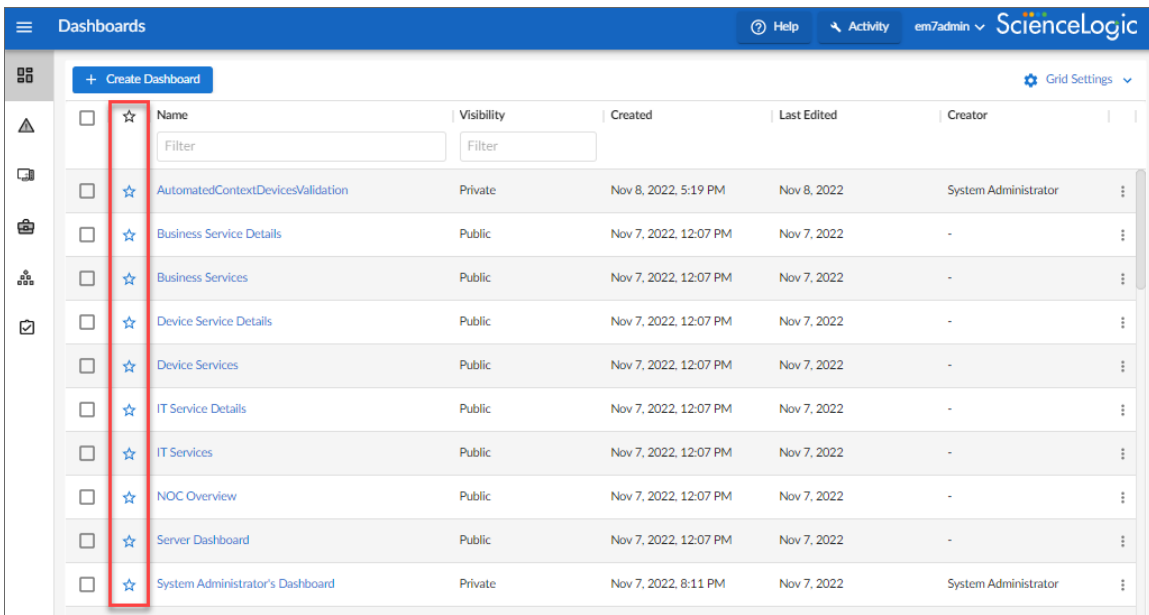 Dashboards Help Activity em7admin ScienceLogic
+ Create Dashboard Grid Settings
Name Visibility Created Last Edited Creator
Filter Filter
AutomatedContextDevicesValidation Private Nov 8, 2022, 5:19 PM Nov 8, 2022 System Administrator
Business Service Details Public Nov 7, 2022, 12:07 PM Nov 7, 2022 -
Business Services Public Nov 7, 2022, 12:07 PM Nov 7, 2022 -
Device Service Details Public Nov 7, 2022, 12:07 PM Nov 7, 2022 -
Device Services Public Nov 7, 2022, 12:07 PM Nov 7, 2022 -
IT Service Details Public Nov 7, 2022, 12:07 PM Nov 7, 2022 -
IT Services Public Nov 7, 2022, 12:07 PM Nov 7, 2022 -
NOC Overview Public Nov 7, 2022, 12:07 PM Nov 7, 2022 -
Server Dashboard Public Nov 7, 2022, 12:07 PM Nov 7, 2022 -
System Administrator's Dashboard Private Nov 7, 2022, 8:11 PM Nov 7, 2022 System Administrator